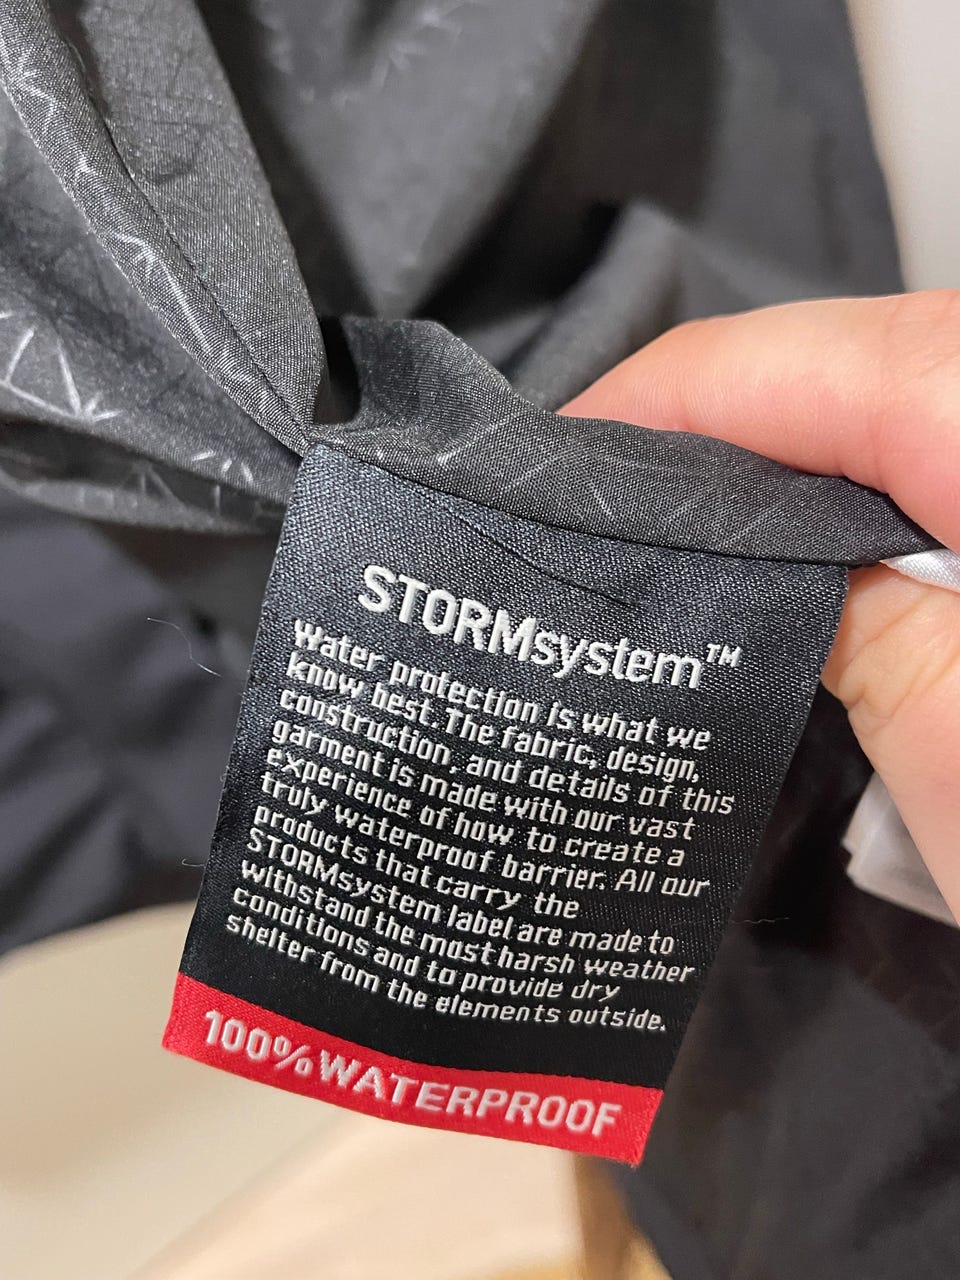 STORMsystem™
Water protection is what we
know best. The fabric, design,
construction, and details of this
garment is made with our vast
experience of how to create a
truly waterproof barrier. All our
products that carry the
STORMsystem label are made to
withstand the most harsh weather
conditions and to provide dry
shelter from the elements outside.
100% WATERPROOF